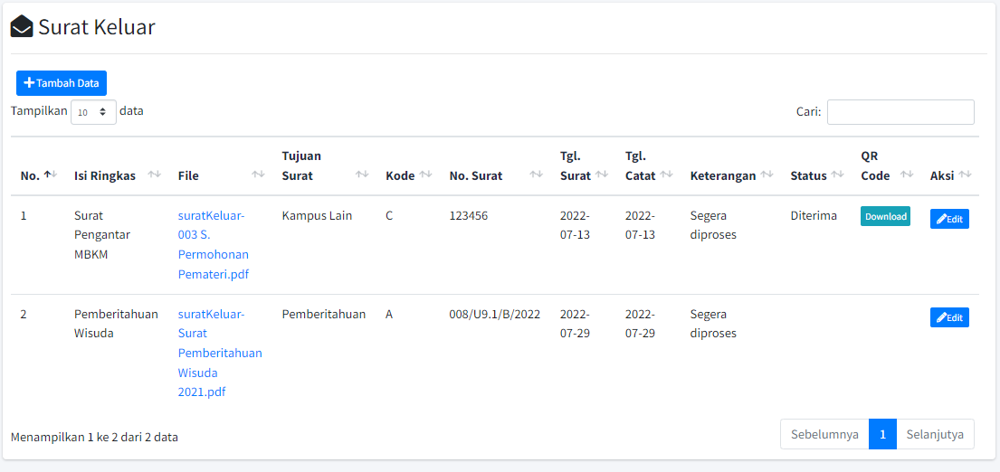 Surat Keluar
Tambah Data
Tampilkan 10 data
Cari:
No. Isi Ringkas File Tujuan Surat Kode No. Surat Tgl. Surat Tgl. Catat Keterangan Status QR Code Aksi
1 Surat Kampus Lain C 123456 2022- 2022- Segera Diterima Download Edit
Pengantar 07-13 07-13 diproses
MBKM
suratKeluar-
003 S.
Permohonan
Pemateri.pdf
2 Pemberitahuan Pemberitahuan A 008/U9.1/B/2022 2022- 2022- Segera Edit
Wisuda 07-29 07-29 diproses
suratKeluar-
Surat
Pemberitahuan
Wisuda
2021.pdf
Menampilkan 1 ke 2 dari 2 data
Sebelumnya 1 Selanjutya